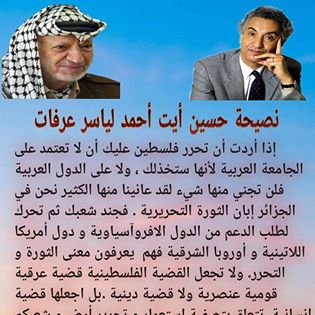 نصيحة حسين أيت أحمد لياسر عرفات
إذا أردت أن تحرر فلسطين عليك أن لا تعتمد على
الجامعة العربية لأنها ستخذلك ، ولا على الدول العربية
فلن تجني منها شيء لقد عانينا منها الكثير نحن في
الجزائر إبان الثورة التحريرية . فجند شعبك ثم تحرك
لطلب الدعم من الدول الافروآسياوية و دول أمريكا
اللاتينية و أوروبا الشرقية فهم يعرفون معنى الثورة و
التحرر. ولا تجعل القضية الفلسطينية قضية عرقية
قومية عنصرية ولا قضية دينية .بل اجعلها قضية